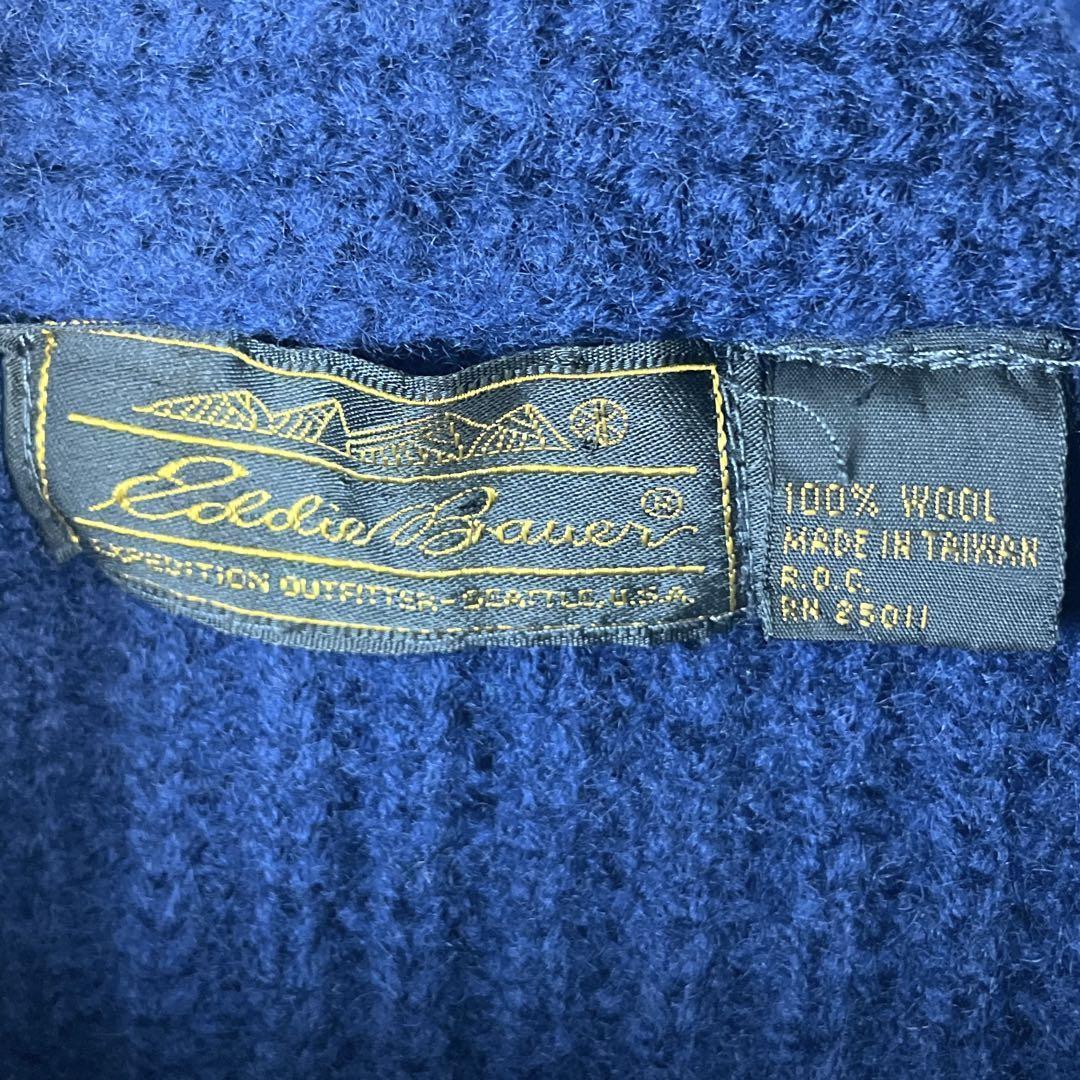 Eddie Bauer®
EXPEDITION OUTFITTER-SEATTLE, U.S.A.
100% WOOL
MADE IN TAIWAN
R.O.C.
RN 25011